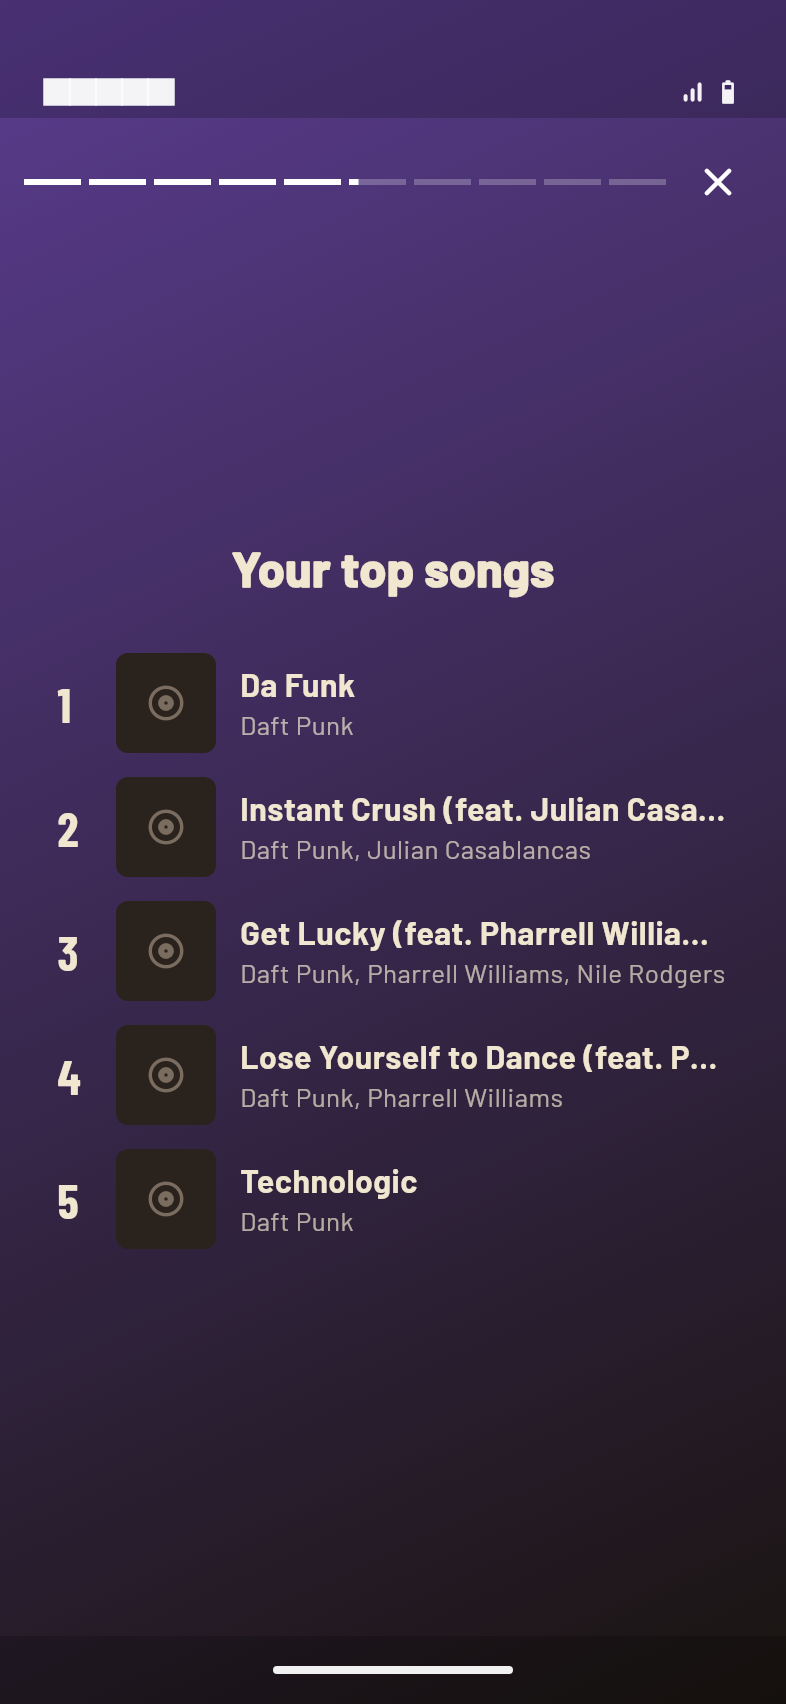 Your top songs
1
Da Funk
Daft Punk
2
Instant Crush (feat. Julian Casa...
Daft Punk, Julian Casablancas
3
Get Lucky (feat. Pharrell Willia...
Daft Punk, Pharrell Williams, Nile Rodgers
4
Lose Yourself to Dance (feat. P...
Daft Punk, Pharrell Williams
5
Technologic
Daft Punk